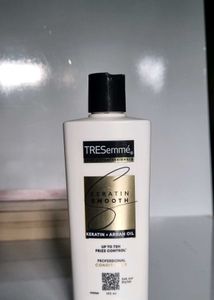 TRESemmé
KERATIN
SMOOTH
KERATIN + ARGAN OIL
UP TO 72H
FRIZZ CONTROL*
PROFESSIONAL
CONDITIONER